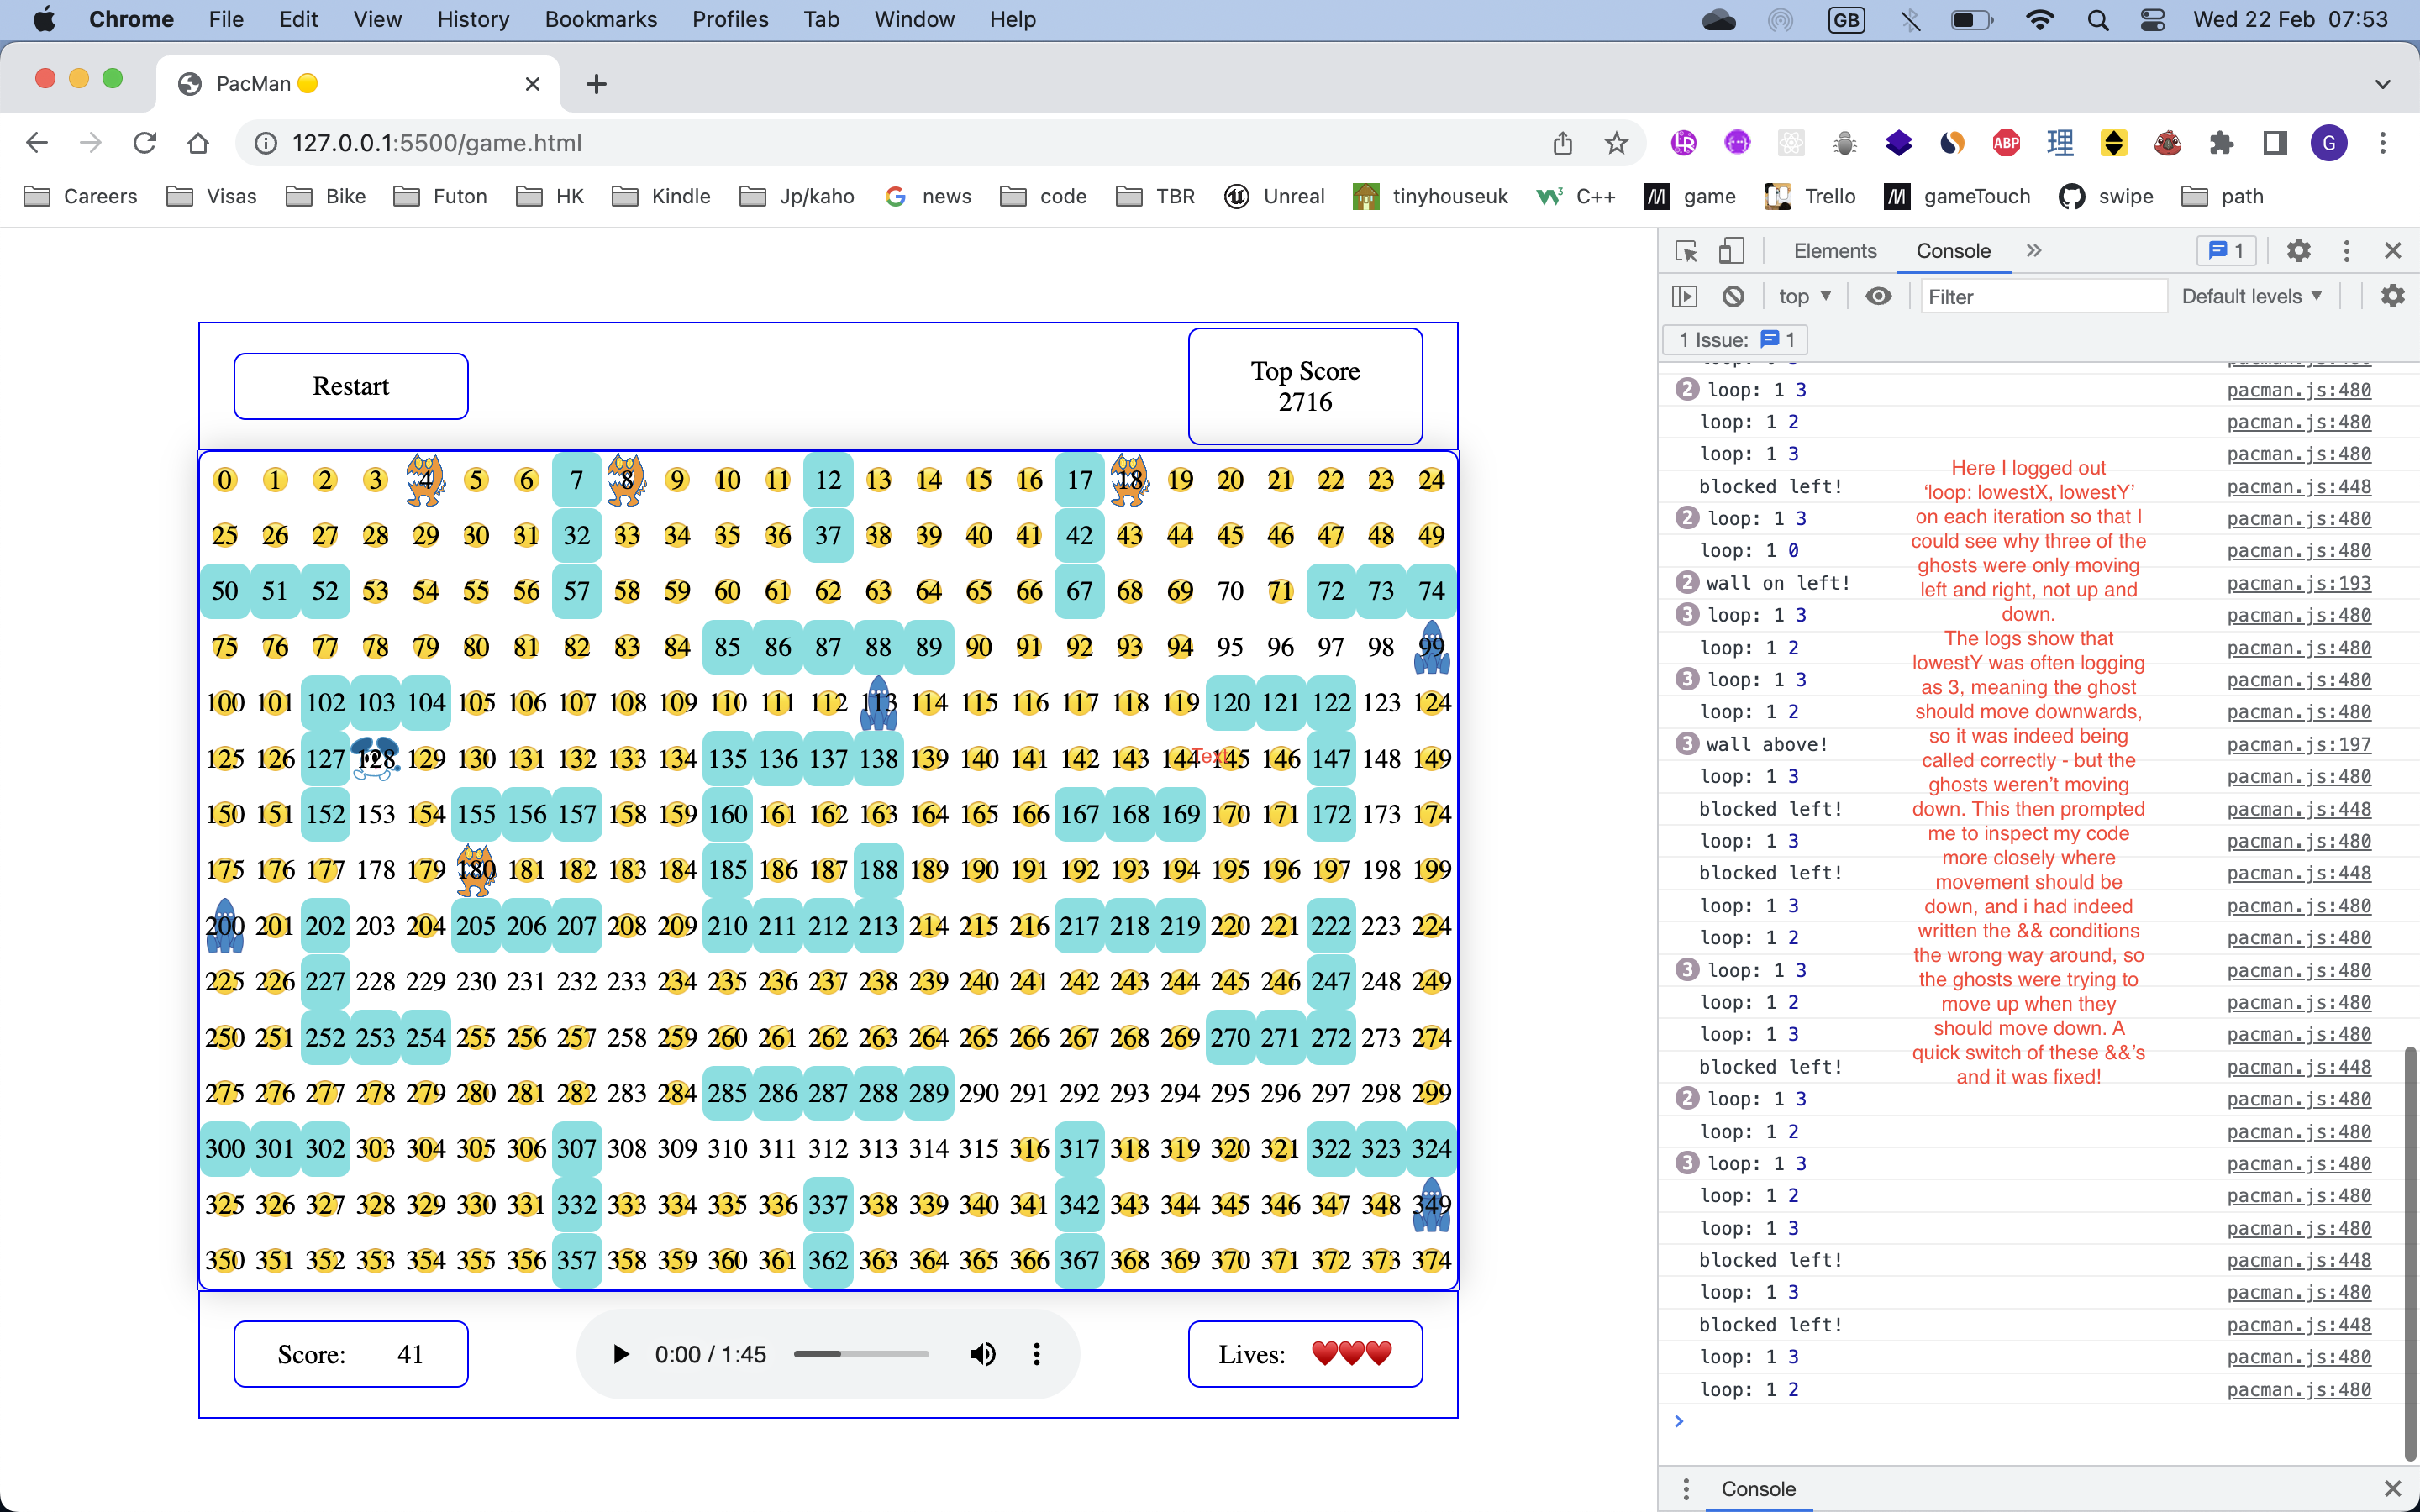 Chrome File Edit View History Bookmarks Profiles Tab Window Help GB Wed 22 Feb 07:53
PacMan
127.0.0.1:5500/game.html ABP 理 G
Careers Visas Bike Futon HK Kindle Jp/kaho news code TBR Unreal tinyhouseuk C++ game Trello gameTouch swipe path
Restart
Top Score
2716
0 1 2 3 4 5 6 7 8 9 10 11 12 13 14 15 16 17 18 19 20 21 22 23 24
25 26 27 28 29 30 31 32 33 34 35 36 37 38 39 40 41 42 43 44 45 46 47 48 49
50 51 52 53 54 55 56 57 58 59 60 61 62 63 64 65 66 67 68 69 70 71 72 73 74
75 76 77 78 79 80 81 82 83 84 85 86 87 88 89 90 91 92 93 94 95 96 97 98 99
100 101 102 103 104 105 106 107 108 109 110 111 112 113 114 115 116 117 118 119 120 121 122 123 124
125 126 127 128 129 130 131 132 133 134 135 136 137 138 139 140 141 142 143 144 145 146 147 148 149
Text
150 151 152 153 154 155 156 157 158 159 160 161 162 163 164 165 166 167 168 169 170 171 172 173 174
175 176 177 178 179 180 181 182 183 184 185 186 187 188 189 190 191 192 193 194 195 196 197 198 199
200 201 202 203 204 205 206 207 208 209 210 211 212 213 214 215 216 217 218 219 220 221 222 223 224
225 226 227 228 229 230 231 232 233 234 235 236 237 238 239 240 241 242 243 244 245 246 247 248 249
250 251 252 253 254 255 256 257 258 259 260 261 262 263 264 265 266 267 268 269 270 271 272 273 274
275 276 277 278 279 280 281 282 283 284 285 286 287 288 289 290 291 292 293 294 295 296 297 298 299
300 301 302 303 304 305 306 307 308 309 310 311 312 313 314 315 316 317 318 319 320 321 322 323 324
325 326 327 328 329 330 331 332 333 334 335 336 337 338 339 340 341 342 343 344 345 346 347 348 349
350 351 352 353 354 355 356 357 358 359 360 361 362 363 364 365 366 367 368 369 370 371 372 373 374
Score: 41
0:00 / 1:45
Lives:
Elements Console 1
top Filter Default levels
1 Issue: 1
2 loop: 1 3 pacman.js:480
loop: 1 2 pacman.js:480
loop: 1 3 pacman.js:480
blocked left! pacman.js:448
2 loop: 1 3 pacman.js:480
loop: 1 0 pacman.js:480
2 wall on left! pacman.js:193
3 loop: 1 3 pacman.js:480
loop: 1 2 pacman.js:480
3 loop: 1 3 pacman.js:480
loop: 1 2 pacman.js:480
3 wall above! pacman.js:197
loop: 1 3 pacman.js:480
blocked left! pacman.js:448
loop: 1 3 pacman.js:480
blocked left! pacman.js:448
loop: 1 3 pacman.js:480
loop: 1 2 pacman.js:480
3 loop: 1 3 pacman.js:480
loop: 1 2 pacman.js:480
loop: 1 3 pacman.js:480
blocked left! pacman.js:448
2 loop: 1 3 pacman.js:480
loop: 1 2 pacman.js:480
3 loop: 1 3 pacman.js:480
loop: 1 2 pacman.js:480
loop: 1 3 pacman.js:480
blocked left! pacman.js:448
loop: 1 3 pacman.js:480
blocked left! pacman.js:448
loop: 1 3 pacman.js:480
loop: 1 2 pacman.js:480
Here I logged out
‘loop: lowestX, lowestY’
on each iteration so that I
could see why three of the
ghosts were only moving
left and right, not up and
down.
The logs show that
lowestY was often logging
as 3, meaning the ghost
should move downwards,
so it was indeed being
called correctly - but the
ghosts weren’t moving
down. This then prompted
me to inspect my code
more closely where
movement should be
down, and i had indeed
written the && conditions
the wrong way around, so
the ghosts were trying to
move up when they
should move down. A
quick switch of these &&’s
and it was fixed!
Console